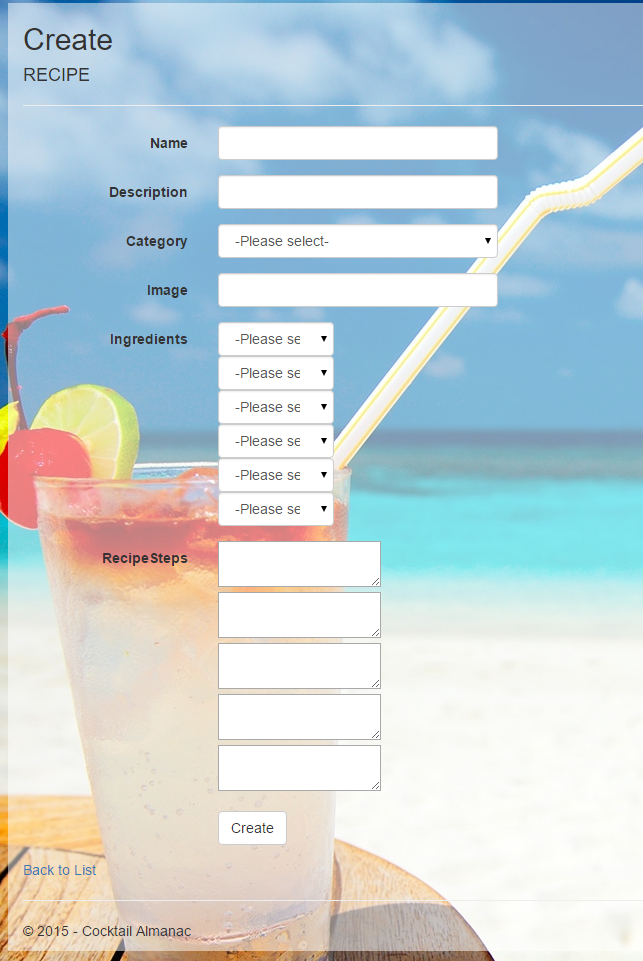 Create
RECIPE
Name
Description
Category -Please select-
Image
Ingredients -Please se
-Please se
-Please se
-Please se
-Please se
-Please se
RecipeSteps
Create
Back to List
© 2015 - Cocktail Almanac